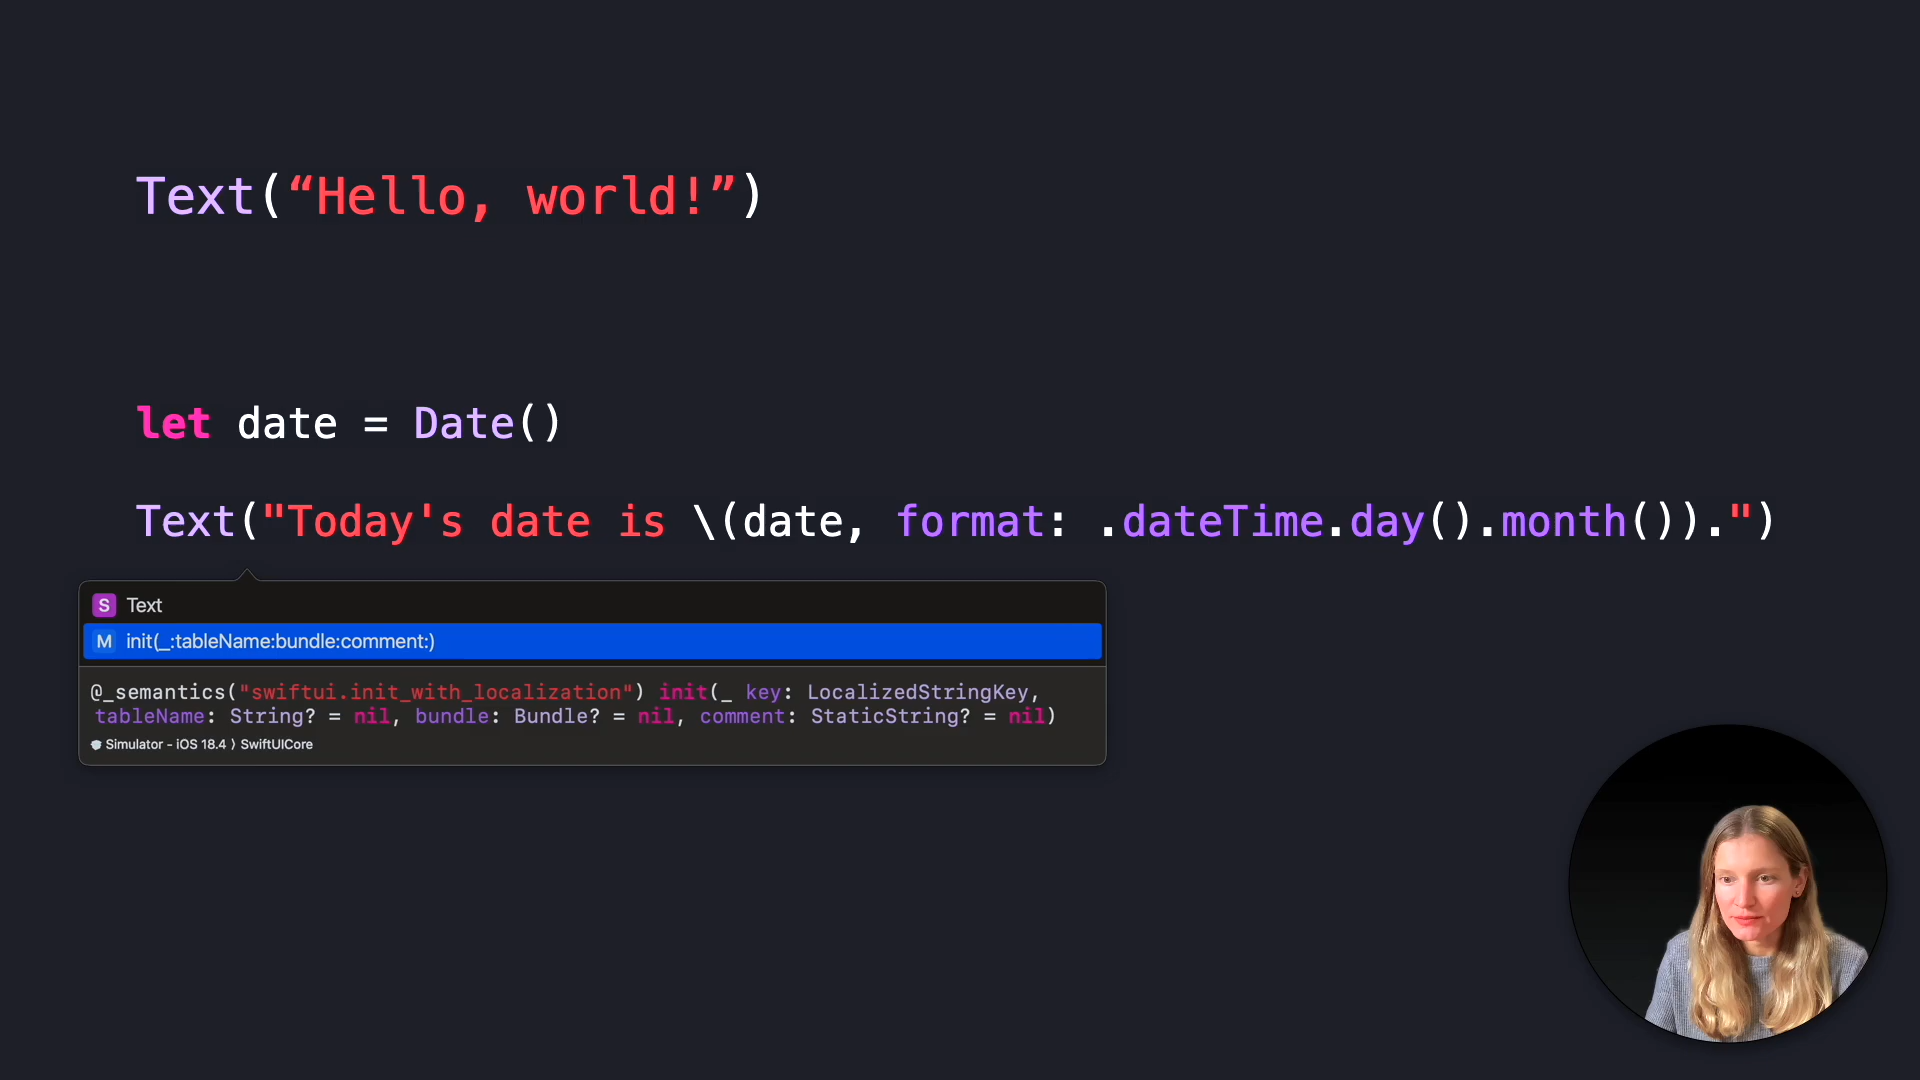 Text(“Hello, world!”)
let date = Date()
Text("Today's date is \(date, format: .dateTime.day().month()).")
S Text
M init(_:tableName:bundle:comment:)
@_semantics("swiftui.init_with_localization") init(_ key: LocalizedStringKey,
tableName: String? = nil, bundle: Bundle? = nil, comment: StaticString? = nil)
Simulator - iOS 18.4 ⟩ SwiftUICore